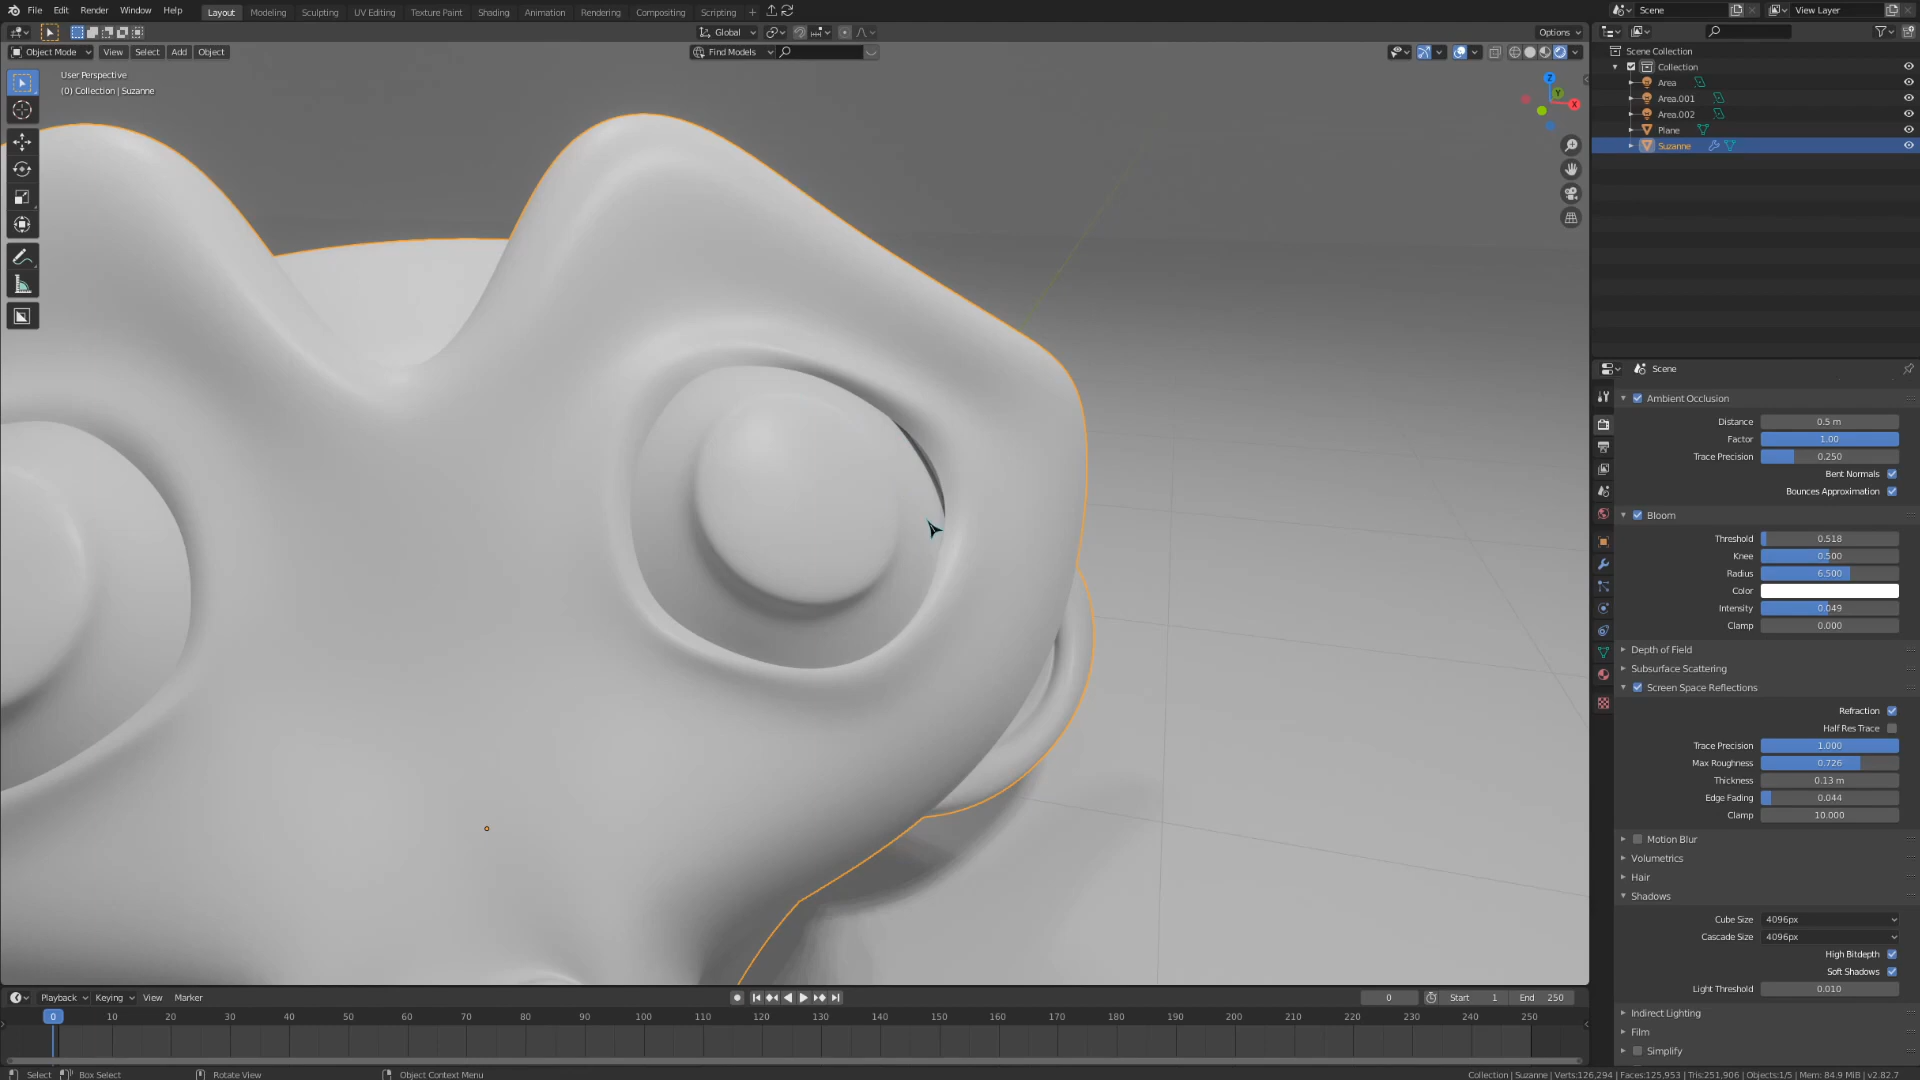 File Edit Render Window Help Layout Modeling Sculpting UV Editing Texture Paint Shading Animation Rendering Compositing Scripting + Scene View Layer
Global Options
Object Mode View Select Add Object Find Models
User Perspective
(0) Collection | Suzanne
Z
Y
X
Scene Collection
Collection
Area
Area.001
Area.002
Plane
Suzanne
Scene
Ambient Occlusion
Distance 0.5 m
Factor 1.00
Trace Precision 0.250
Bent Normals
Bounces Approximation
Bloom
Threshold 0.518
Knee 0.500
Radius 6.500
Color
Intensity 0.049
Clamp 0.000
Depth of Field
Subsurface Scattering
Screen Space Reflections
Refraction
Half Res Trace
Trace Precision 1.000
Max Roughness 0.726
Thickness 0.13 m
Edge Fading 0.044
Clamp 10.000
Motion Blur
Volumetrics
Hair
Shadows
Cube Size 4096px
Cascade Size 4096px
High Bitdepth
Soft Shadows
Light Threshold 0.010
Indirect Lighting
Film
Simplify
Playback Keying View Marker 0 Start 1 End 250
0 10 20 30 40 50 60 70 80 90 100 110 120 130 140 150 160 170 180 190 200 210 220 230 240 250
Select Box Select Rotate View Object Context Menu Collection | Suzanne | Verts:126,294 | Faces:125,953 | Tris:251,906 | Objects:1/5 | Mem: 84.9 MiB | v2.82.7